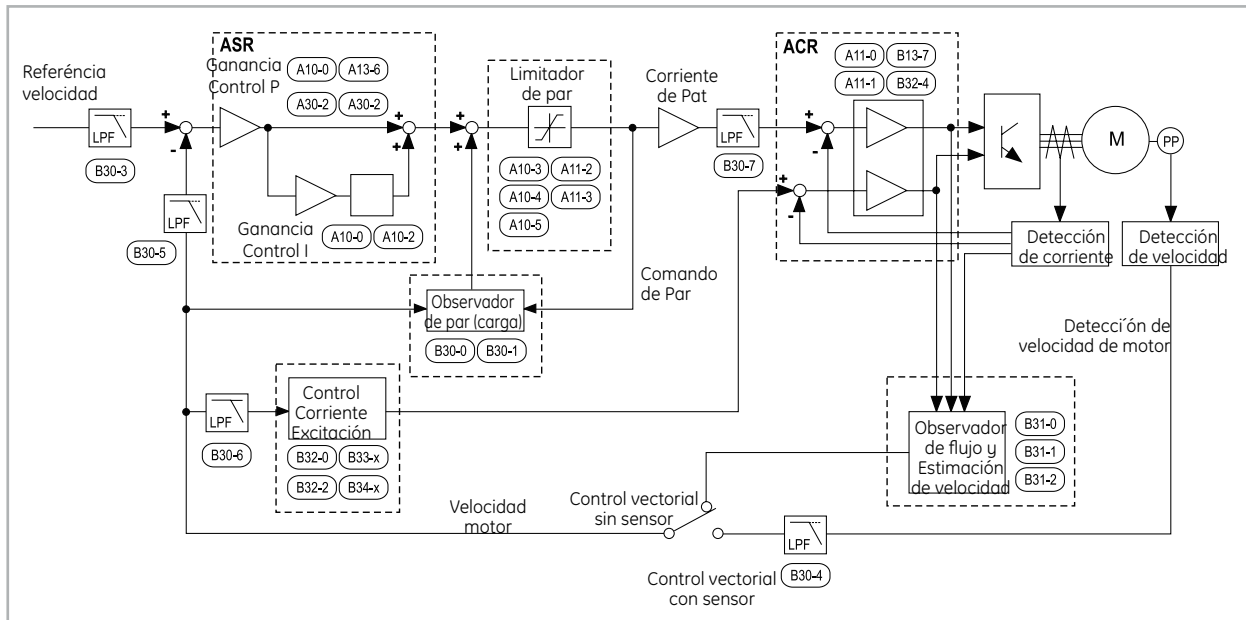 ASR
Ganancia
Control P
A10-0 A13-6
A30-2 A30-2
Ganancia
Control I
A10-0 A10-2
Referéncia
velocidad
LPF
B30-3
LPF
B30-5
+
-
+
+
+
+
Limitador
de par
A10-3 A11-2
A10-4 A11-3
A10-5
Corriente
de Pat
LPF
B30-7
ACR
A11-0 B13-7
A11-1 B32-4
+
-
+
-
M
PP
Detección
de corriente
Detección
de velocidad
Comando
de Par
Observador
de par (carga)
B30-0 B30-1
Detecci´ón de
velocidad de motor
LPF
B30-6
Control
Corriente
Excitación
B32-0 B33-x
B32-2 B34-x
Observador
de flujo y
Estimación
de velocidad
B31-0
B31-1
B31-2
Velocidad
motor
Control vectorial
sin sensor
LPF
B30-4
Control vectorial
con sensor